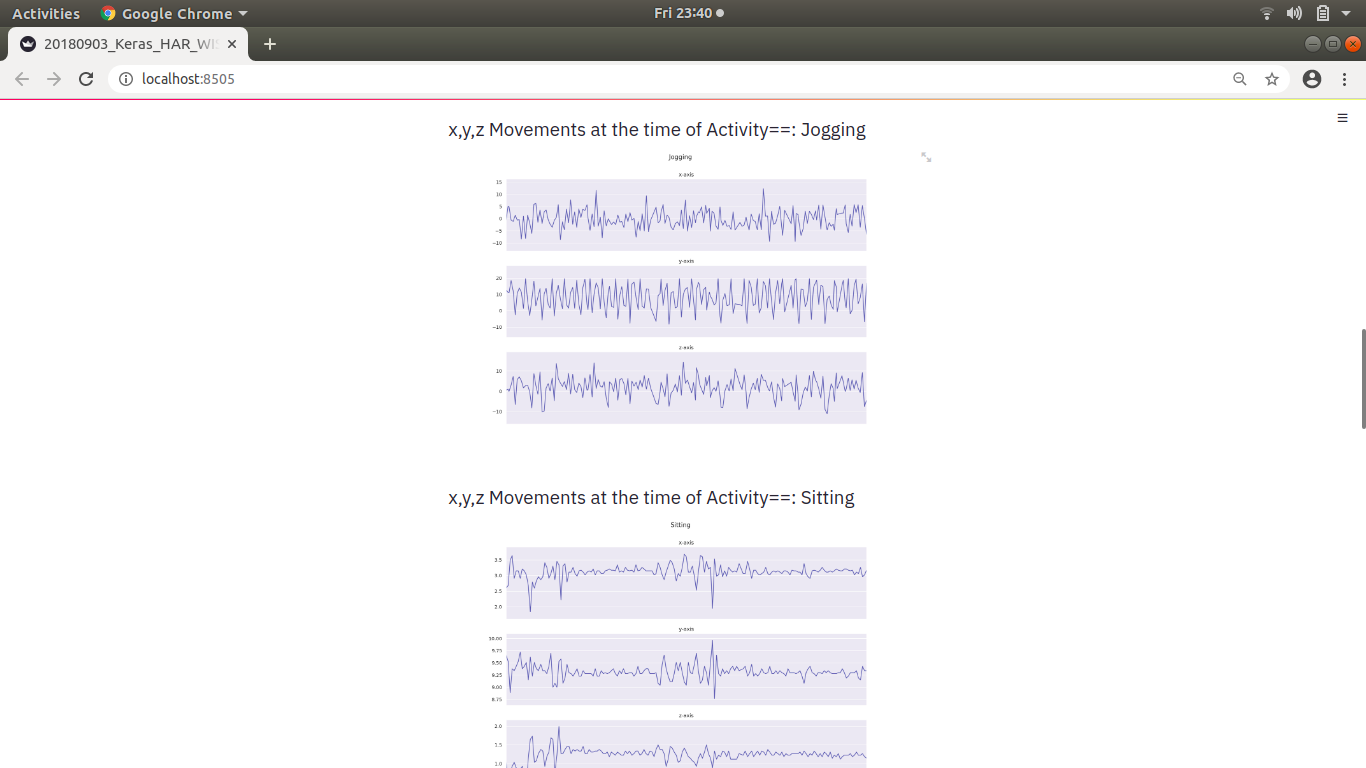 Activities Google Chrome Fri 23:40
20180903_Keras_HAR_WIS
localhost:8505
x,y,z Movements at the time of Activity==: Jogging
Jogging
x-axis
15
10
5
0
−5
−10
y-axis
20
10
0
−10
z-axis
10
0
−10
x,y,z Movements at the time of Activity==: Sitting
Sitting
x-axis
3.5
3.0
2.5
2.0
y-axis
10.00
9.75
9.50
9.25
9.00
8.75
z-axis
2.0
1.5
1.0